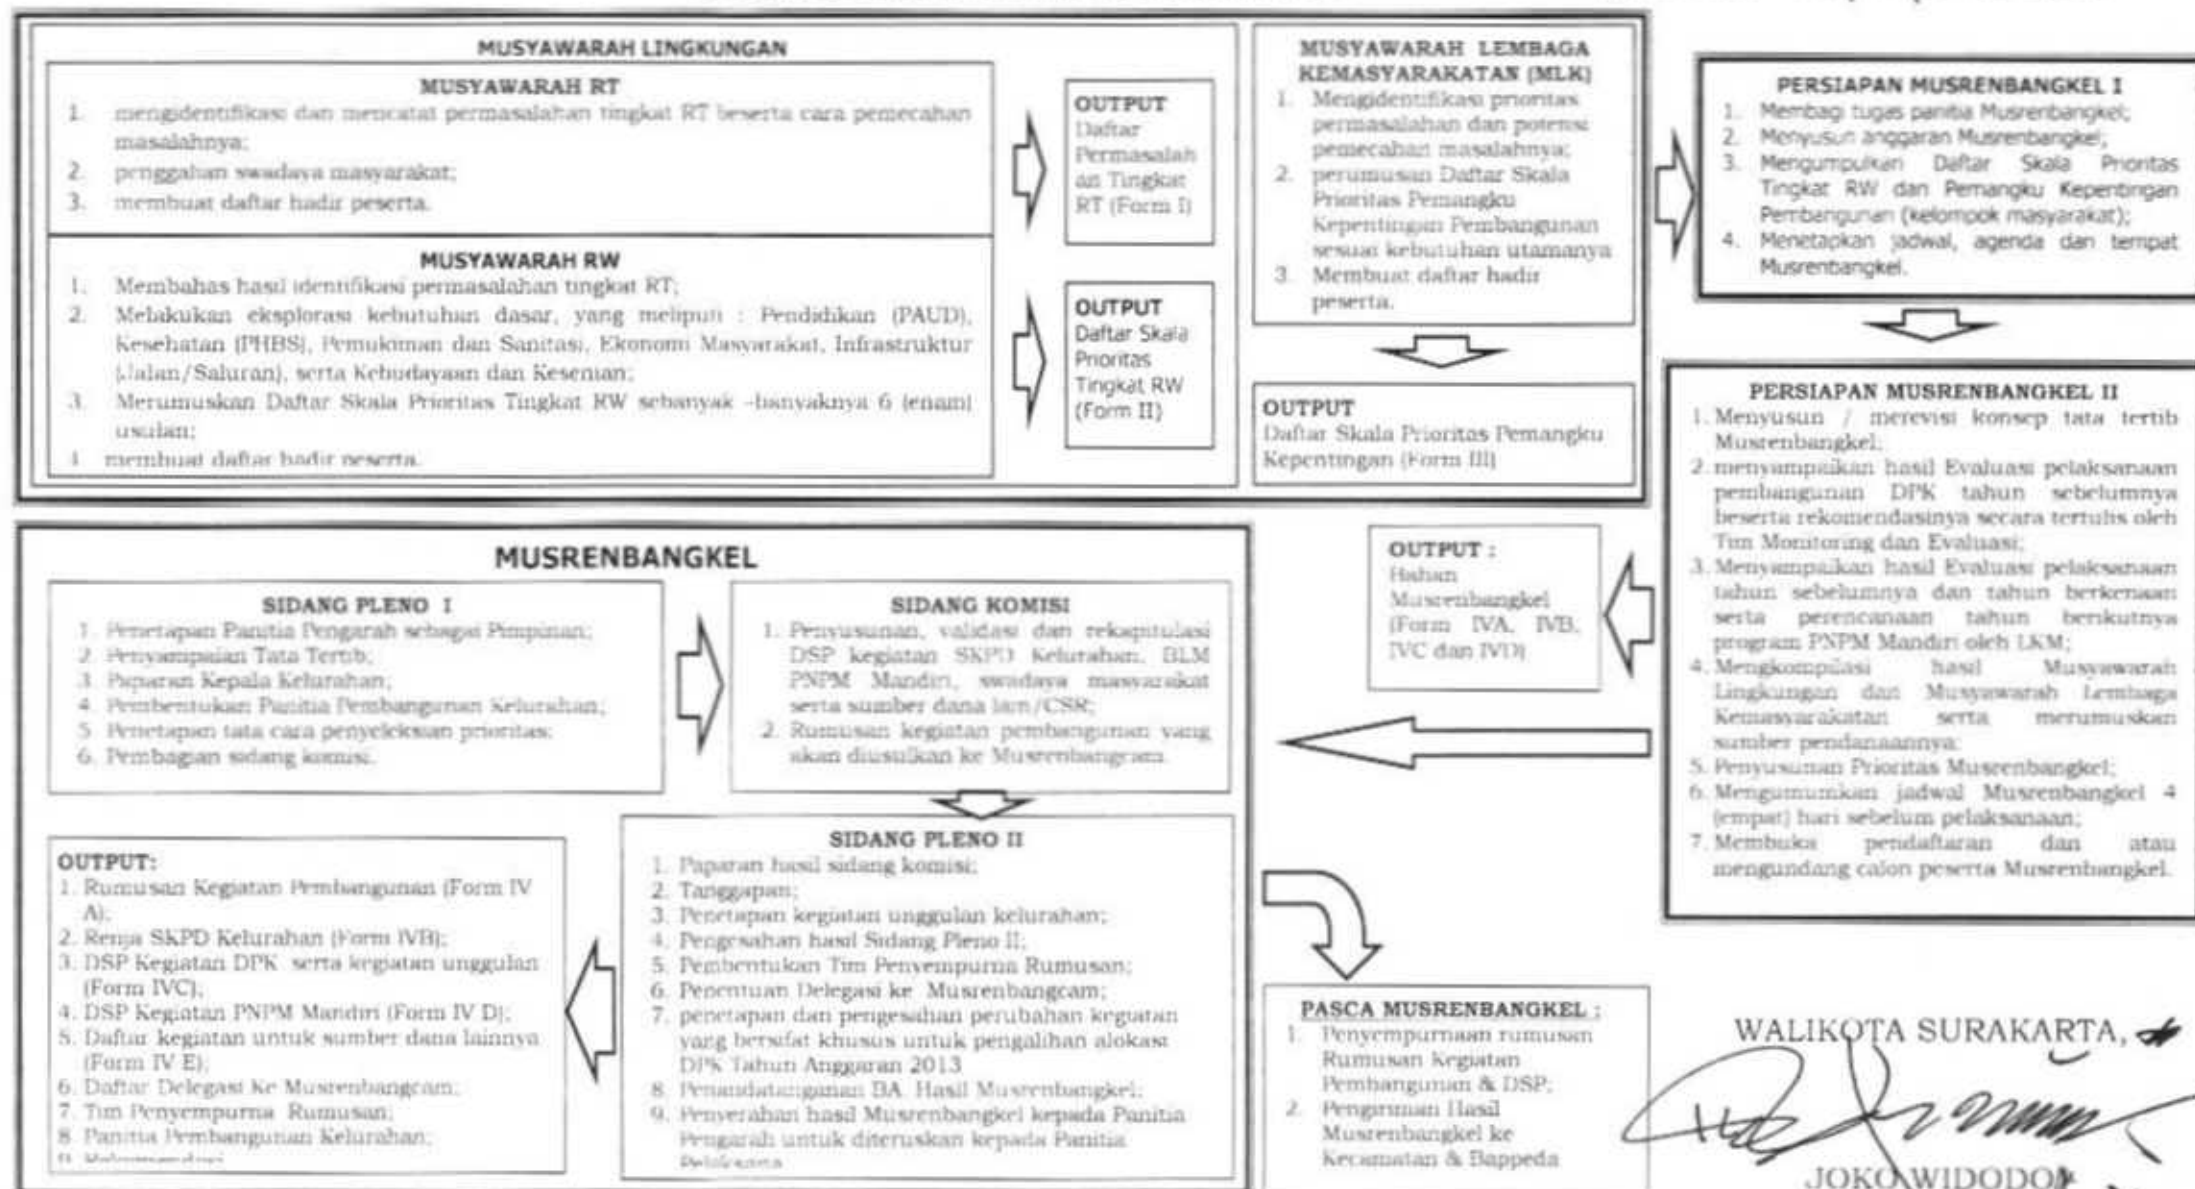 MUSYAWARAH LINGKUNGAN
MUSYAWARAH RT
1. mengidentifikasi dan mencatat permasalahan tingkat RT beserta cara pemecahan
masalahnya;
2. penggalian swadaya masyarakat;
3. membuat daftar hadir peserta.
OUTPUT
Daftar
Permasalah
an Tingkat
RT (Form I)
MUSYAWARAH RW
1. Membahas hasil identifikasi permasalahan tingkat RT;
2. Melakukan eksplorasi kebutuhan dasar, yang meliputi : Pendidikan (PAUD),
Kesehatan (PHBS), Pemukiman dan Sanitasi, Ekonomi Masyarakat, Infrastruktur
(Jalan/Saluran), serta Kebudayaan dan Kesenian;
3. Merumuskan Daftar Skala Prioritas Tingkat RW sebanyak -banyaknya 6 (enam)
usulan;
4 membuat daftar hadir peserta.
OUTPUT
Daftar Skala
Prioritas
Tingkat RW
(Form II)
MUSYAWARAH LEMBAGA
KEMASYARAKATAN (MLK)
1. Mengidentifikasi prioritas
permasalahan dan potensi
pemecahan masalahnya;
2. perumusan Daftar Skala
Prioritas Pemangku
Kepentingan Pembangunan
sesuai kebutuhan utamanya
3. Membuat daftar hadir
peserta.
OUTPUT
Daftar Skala Prioritas Pemangku
Kepentingan (Form III)
PERSIAPAN MUSRENBANGKEL I
1. Membagi tugas panitia Musrenbangkel;
2. Menyusun anggaran Musrenbangkel;
3. Mengumpulkan Daftar Skala Prioritas
Tingkat RW dan Pemangku Kepentingan
Pembangunan (kelompok masyarakat);
4. Menetapkan jadwal, agenda dan tempat
Musrenbangkel.
PERSIAPAN MUSRENBANGKEL II
1. Menyusun / merevisi konsep tata tertib
Musrenbangkel;
2. menyampaikan hasil Evaluasi pelaksanaan
pembangunan DPK tahun sebelumnya
beserta rekomendasinya secara tertulis oleh
Tim Monitoring dan Evaluasi;
3. Menyampaikan hasil Evaluasi pelaksanaan
tahun sebelumnya dan tahun berkenaan
serta perencanaan tahun berikutnya
program PNPM Mandiri oleh LKM;
4. Mengkompilasi hasil Musyawarah
Lingkungan dan Musyawarah Lembaga
Kemasyarakatan serta merumuskan
sumber pendanaannya;
5. Penyusunan Prioritas Musrenbangkel;
6. Mengumumkan jadwal Musrenbangkel 4
(empat) hari sebelum pelaksanaan;
7. Membuka pendaftaran dan atau
mengundang calon peserta Musrenbangkel.
OUTPUT :
Bahan
Musrenbangkel
(Form IVA, IVB,
IVC dan IVD)
MUSRENBANGKEL
SIDANG PLENO I
1. Penetapan Panitia Pengarah sebagai Pimpinan;
2. Penyampaian Tata Tertib;
3. Paparan Kepala Kelurahan;
4. Pembentukan Panitia Pembangunan Kelurahan;
5. Penetapan tata cara penyeleksian prioritas;
6. Pembagian sidang komisi.
SIDANG KOMISI
1. Penyusunan, validasi dan rekapitulasi
DSP kegiatan SKPD Kelurahan, BLM
PNPM Mandiri, swadaya masyarakat
serta sumber dana lain/CSR;
2. Rumusan kegiatan pembangunan yang
akan diusulkan ke Musrenbangcam.
SIDANG PLENO II
1. Paparan hasil sidang komisi;
2. Tanggapan;
3. Penetapan kegiatan unggulan kelurahan;
4. Pengesahan hasil Sidang Pleno II;
5. Pembentukan Tim Penyempurna Rumusan;
6. Penentuan Delegasi ke Musrenbangcam;
7. penetapan dan pengesahan perubahan kegiatan
yang bersifat khusus untuk pengalihan alokasi
DPK Tahun Anggaran 2013
8. Penandatanganan BA. Hasil Musrenbangkel;
9. Penyerahan hasil Musrenbangkel kepada Panitia
Pengarah untuk diteruskan kepada Panitia
Pelaksana
OUTPUT:
1. Rumusan Kegiatan Pembangunan (Form IV
A);
2. Renja SKPD Kelurahan (Form IVB);
3. DSP Kegiatan DPK serta kegiatan unggulan
(Form IVC);
4. DSP Kegiatan PNPM Mandiri (Form IV D);
5. Daftar kegiatan untuk sumber dana lainnya
(Form IV E);
6. Daftar Delegasi Ke Musrenbangcam;
7. Tim Penyempurna Rumusan;
8. Panitia Pembangunan Kelurahan;
9. Rekomendasi
PASCA MUSRENBANGKEL :
1. Penyempurnaan rumusan
Rumusan Kegiatan
Pembangunan & DSP;
2. Pengiriman Hasil
Musrenbangkel ke
Kecamatan & Bappeda
WALIKOTA SURAKARTA,
JOKO WIDODO